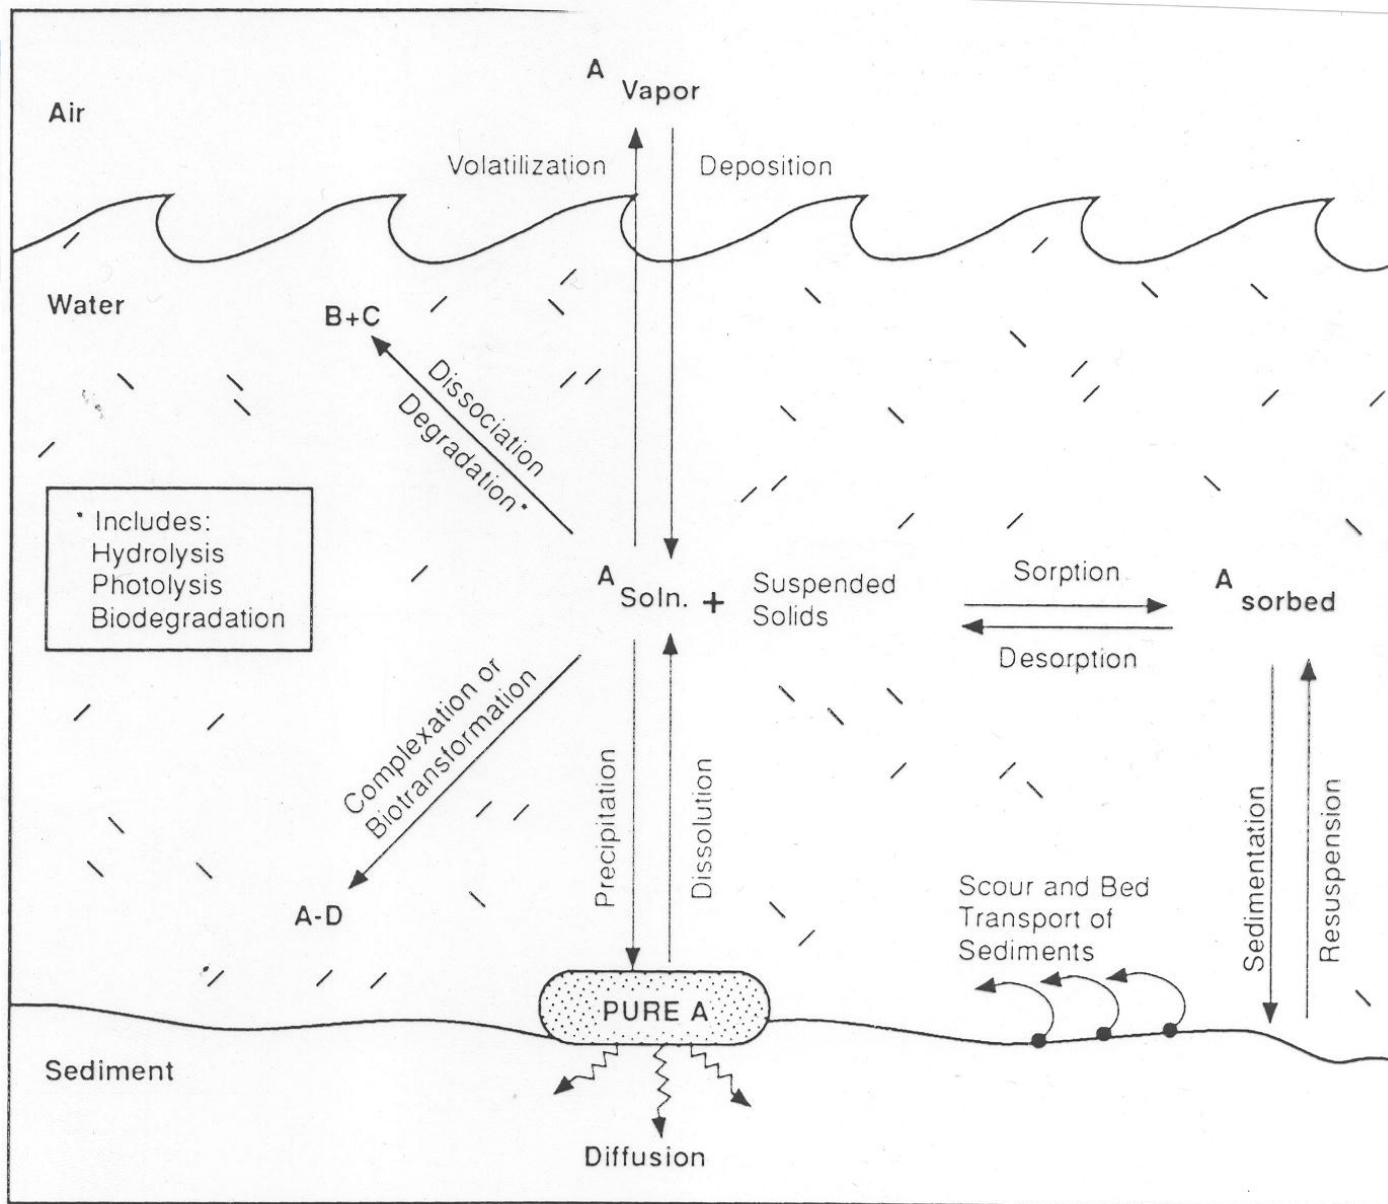 A
Vapor
Air
Volatilization
Deposition
Water
B+C
Dissociation
Degradation*
* Includes:
Hydrolysis
Photolysis
Biodegradation
A Soln. + Suspended
Solids
Sorption
Desorption
A sorbed
Complexation or
Biotransformation
A-D
Precipitation
Dissolution
Scour and Bed
Transport of
Sediments
Sedimentation
Resuspension
PURE A
Sediment
Diffusion